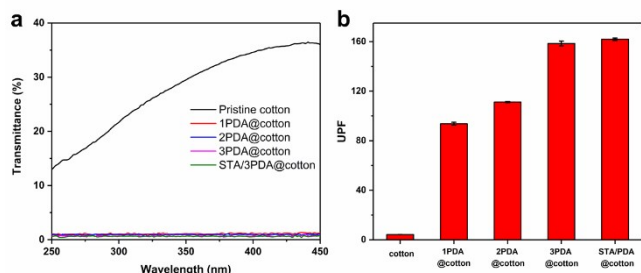 a
Transmittance (%)
40
30
20
10
0
Pristine cotton
1PDA@cotton
2PDA@cotton
3PDA@cotton
STA/3PDA@cotton
250
300
350
400
450
Wavelength (nm)
b
UPF
160
120
80
40
0
cotton
1PDA
@cotton
2PDA
@cotton
3PDA
@cotton
STA/PDA
@cotton